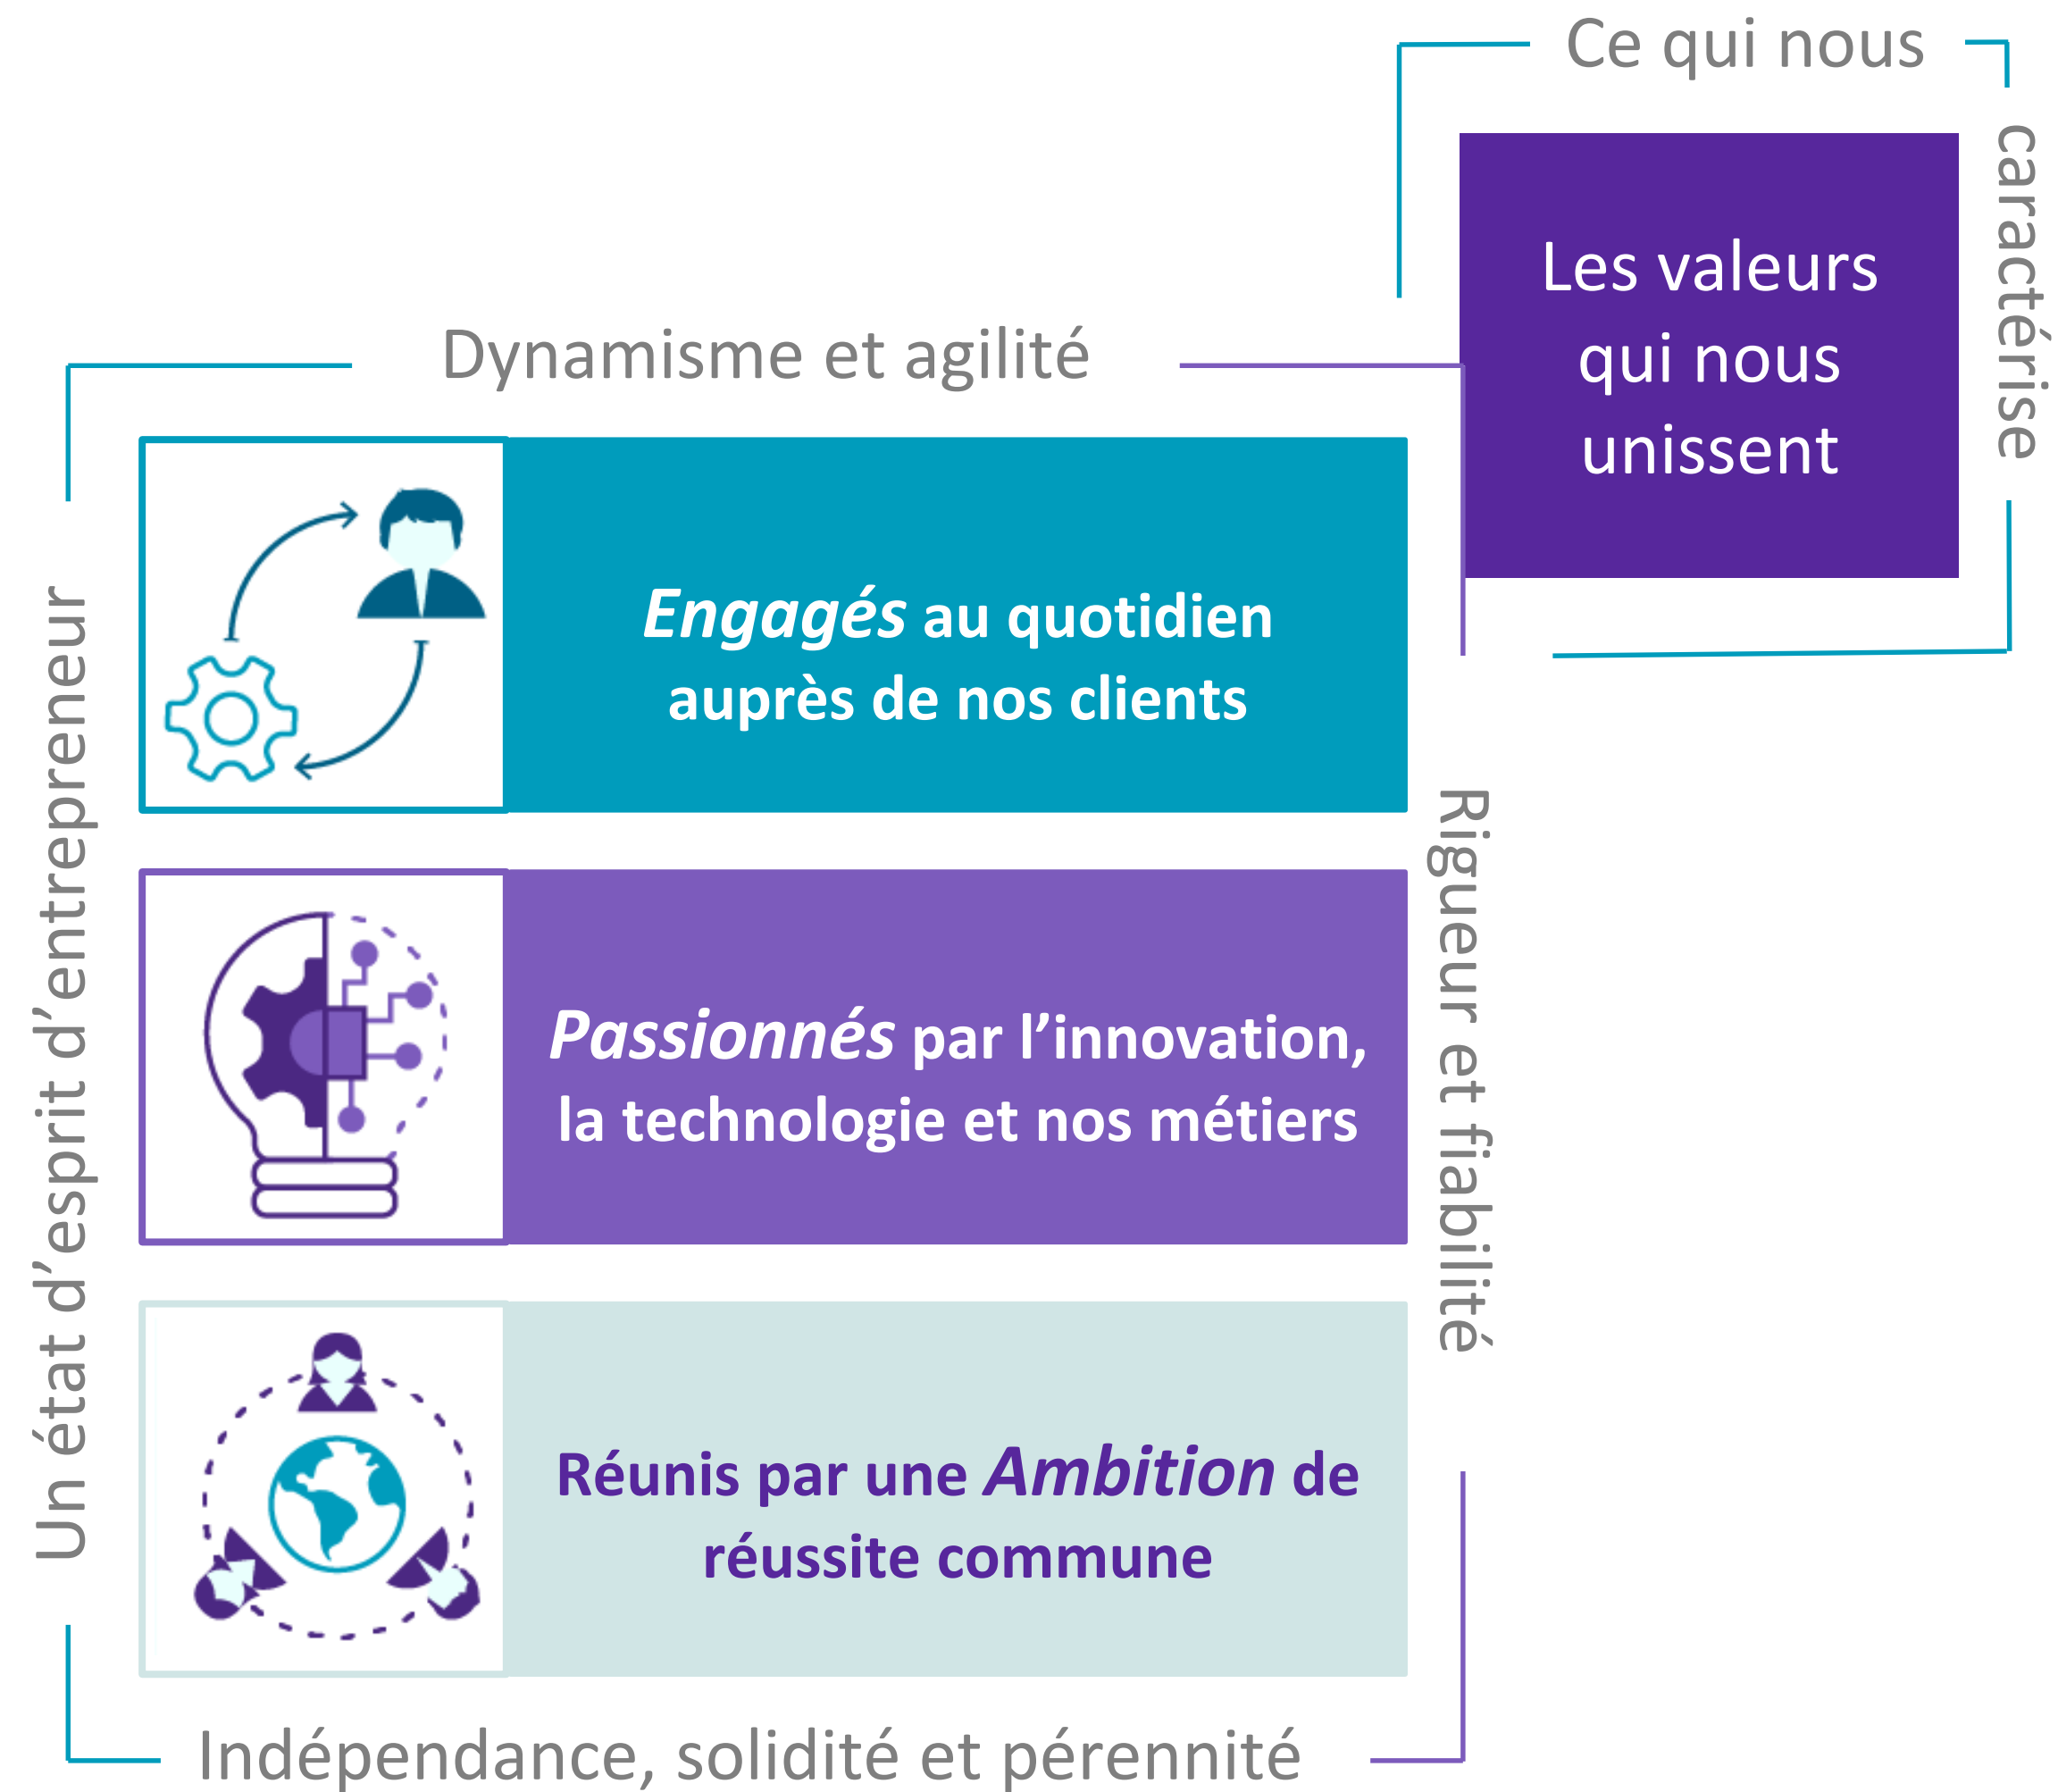 Ce qui nous
caractérise
Les valeurs
qui nous
unissent
Dynamisme et agilité
Un état d’esprit d’entrepreneur
Engagés au quotidien
auprès de nos clients
Passionnés par l’innovation,
la technologie et nos métiers
Réunis par une Ambition de
réussite commune
Rigueur et fiabilité
Indépendance, solidité et pérennité